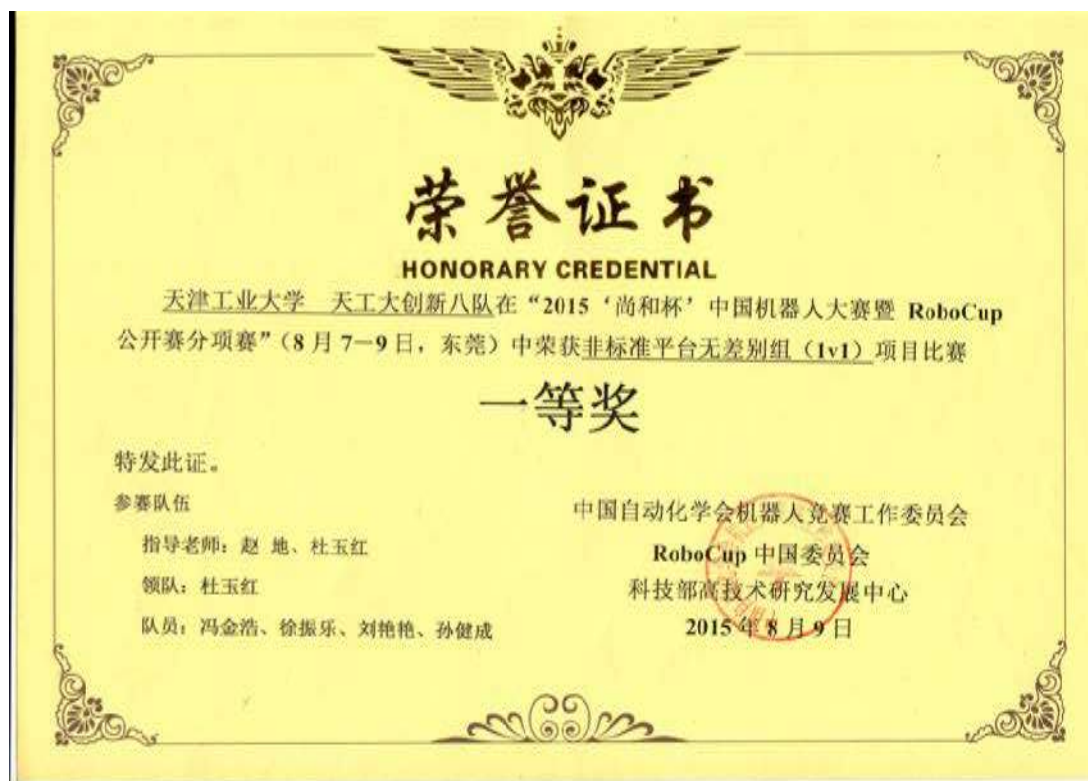 荣誉证书
HONORARY CREDENTIAL
天津工业大学 天工大创新八队在“2015‘尚和杯’中国机器人大赛暨 RoboCup
公开赛分项赛”(8月7—9日,东莞)中荣获非标准平台无差别组(1v1)项目比赛
一等奖
特发此证。
参赛队伍
指导老师:赵 地、杜玉红
领队:杜玉红
队员:冯金浩、徐振乐、刘艳艳、孙健成
中国自动化学会机器人竞赛工作委员会
RoboCup 中国委员会
科技部高技术研究发展中心
2015年8月9日